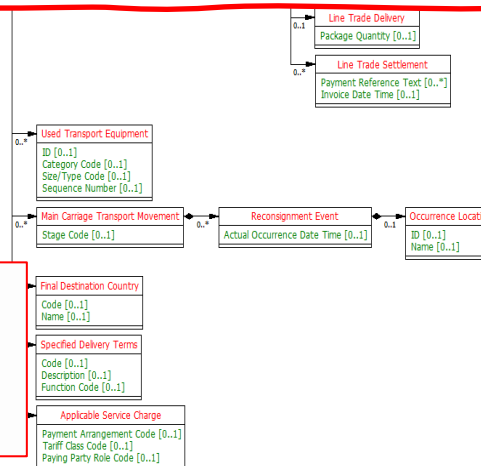 Line Trade Delivery
0..1
Package Quantity [0..1]
Line Trade Settlement
0..*
Payment Reference Text [0..*]
Invoice Date Time [0..1]
Used Transport Equipment
0..*
ID [0..1]
Category Code [0..1]
Size/Type Code [0..1]
Sequence Number [0..1]
Main Carriage Transport Movement
0..*
Stage Code [0..1]
0..*
Reconsignment Event
Actual Occurrence Date Time [0..1]
0..1
Occurrence Locati
ID [0..1]
Name [0..1]
Final Destination Country
Code [0..1]
Name [0..1]
Specified Delivery Terms
Code [0..1]
Description [0..1]
Function Code [0..1]
Applicable Service Charge
Payment Arrangement Code [0..1]
Tariff Class Code [0..1]
Paying Party Role Code [0..1]